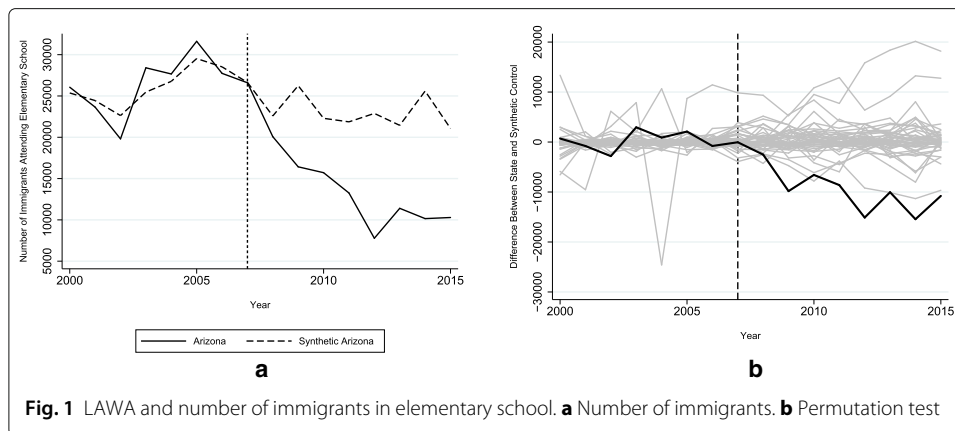 Number of Immigrants Attending Elementary School
30000
25000
20000
15000
10000
5000
2000
2005
2010
2015
Year
Arizona
Synthetic Arizona
a
Difference Between State and Synthetic Control
20000
10000
0
−10000
−20000
−30000
2000
2005
2010
2015
Year
b
Fig. 1 LAWA and number of immigrants in elementary school. a Number of immigrants. b Permutation test